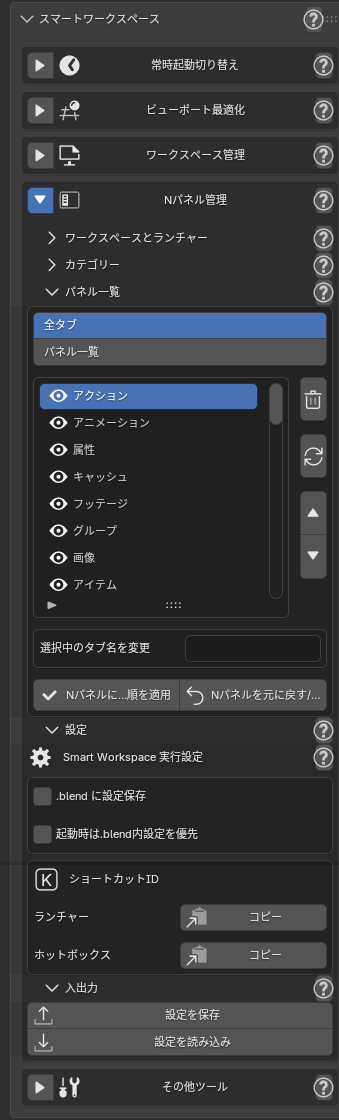 スマートワークスペース
常時起動切り替え
ビューポート最適化
ワークスペース管理
Nパネル管理
ワークスペースとランチャー
カテゴリー
パネル一覧
全タブ
パネル一覧
アクション
アニメーション
属性
キャッシュ
フッテージ
グループ
画像
アイテム
選択中のタブ名を変更
Nパネルに...順を適用 Nパネルを元に戻す/...
設定
Smart Workspace 実行設定
.blend に設定保存
起動時は.blend内設定を優先
K ショートカットID
ランチャー コピー
ホットボックス コピー
入出力
設定を保存
設定を読み込み
その他ツール